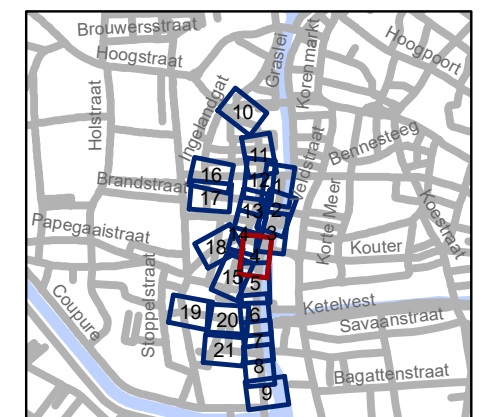 Brouwersstraat
Hoogstraat
Graslei
Korenmarkt
Hoogpoort
Holstraat
Ingelandgat
10
Bennesteeg
Veldstraat
11
16
12
1
Brandstraat
17
13
2
Korte Meer
Koestraat
Papegaaistraat
14
3
18
4
Kouter
15
5
Coupure
Stoppelstraat
19
20
6
Ketelvest
Savaanstraat
7
21
8
Bagattenstraat
9